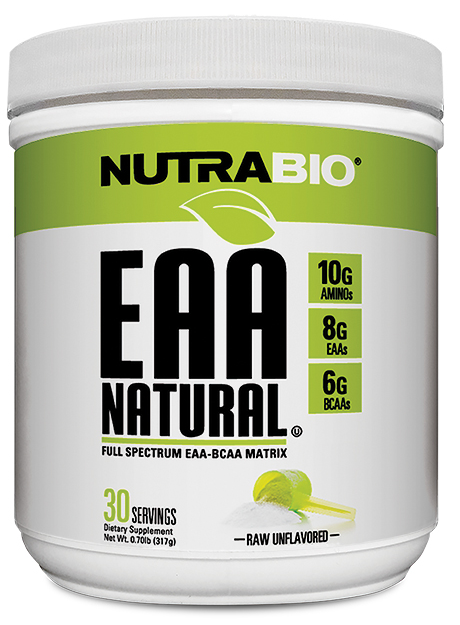 NUTRABIO®
EAA
NATURAL Ⓤ
FULL SPECTRUM EAA-BCAA MATRIX
10G
AMINOs
8G
EAAs
6G
BCAAs
30 SERVINGS
Dietary Supplement
Net Wt. 0.70lb (317g)
RAW UNFLAVORED